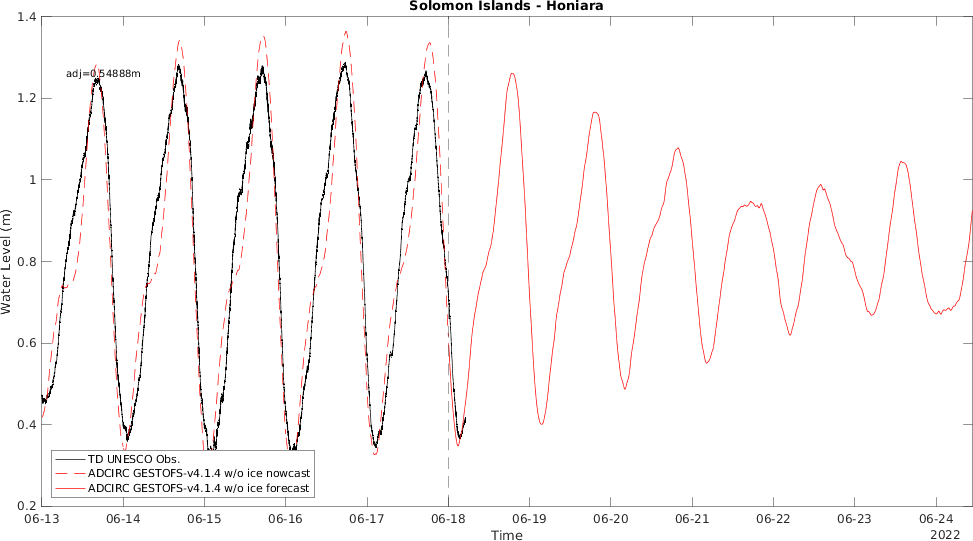 Solomon Islands - Honiara
1.4
1.2
1
0.8
0.6
0.4
0.2
Water Level (m)
adj=0.54888m
TD UNESCO Obs.
ADCIRC GESTOFS-v4.1.4 w/o ice nowcast
ADCIRC GESTOFS-v4.1.4 w/o ice forecast
06-13 06-14 06-15 06-16 06-17 06-18 06-19 06-20 06-21 06-22 06-23 06-24
Time
2022